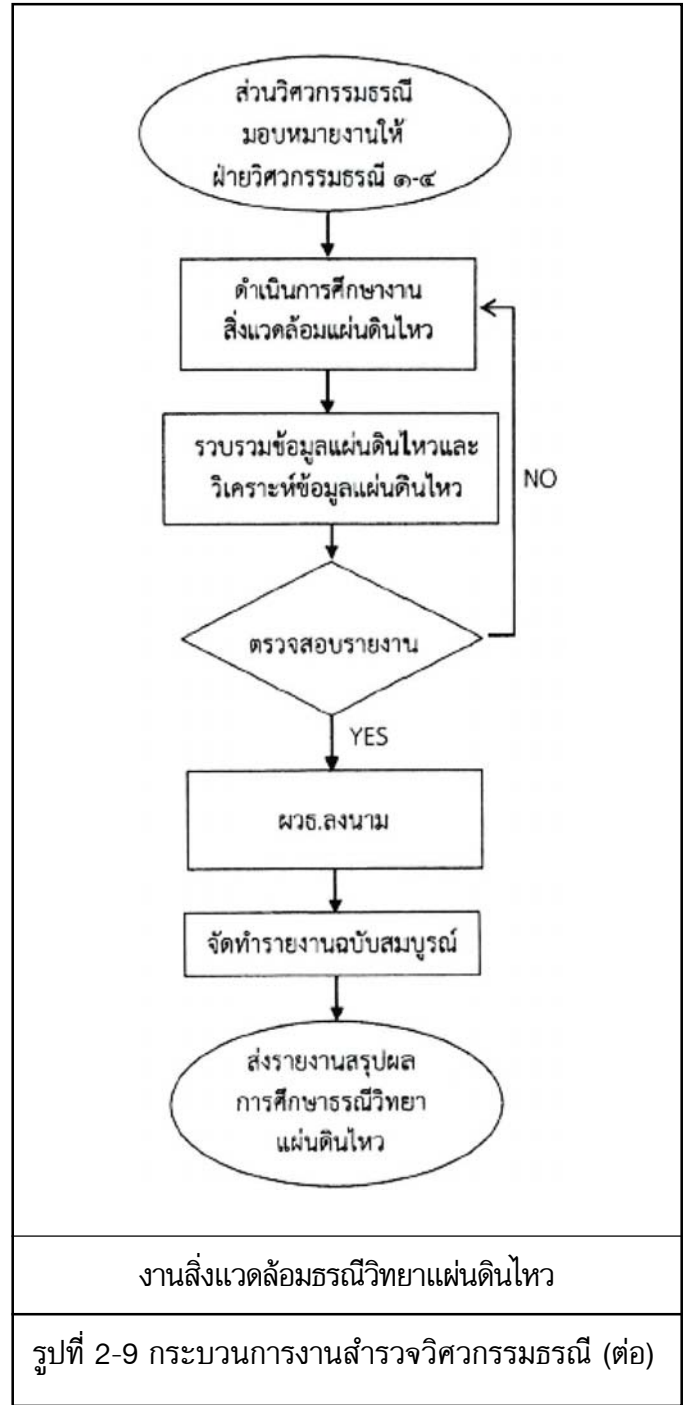 ส่วนวิศวกรรมธรณี
มอบหมายงานให้
ฝ่ายวิศวกรรมธรณี ๑-๔
ดำเนินการศึกษางาน
สิ่งแวดล้อมแผ่นดินไหว
รวบรวมข้อมูลแผ่นดินไหวและ
วิเคราะห์ข้อมูลแผ่นดินไหว
NO
ตรวจสอบรายงาน
YES
ผวธ.ลงนาม
จัดทำรายงานฉบับสมบูรณ์
ส่งรายงานสรุปผล
การศึกษาธรณีวิทยา
แผ่นดินไหว
งานสิ่งแวดล้อมธรณีวิทยาแผ่นดินไหว
รูปที่ 2-9 กระบวนการงานสำรวจวิศวกรรมธรณี (ต่อ)